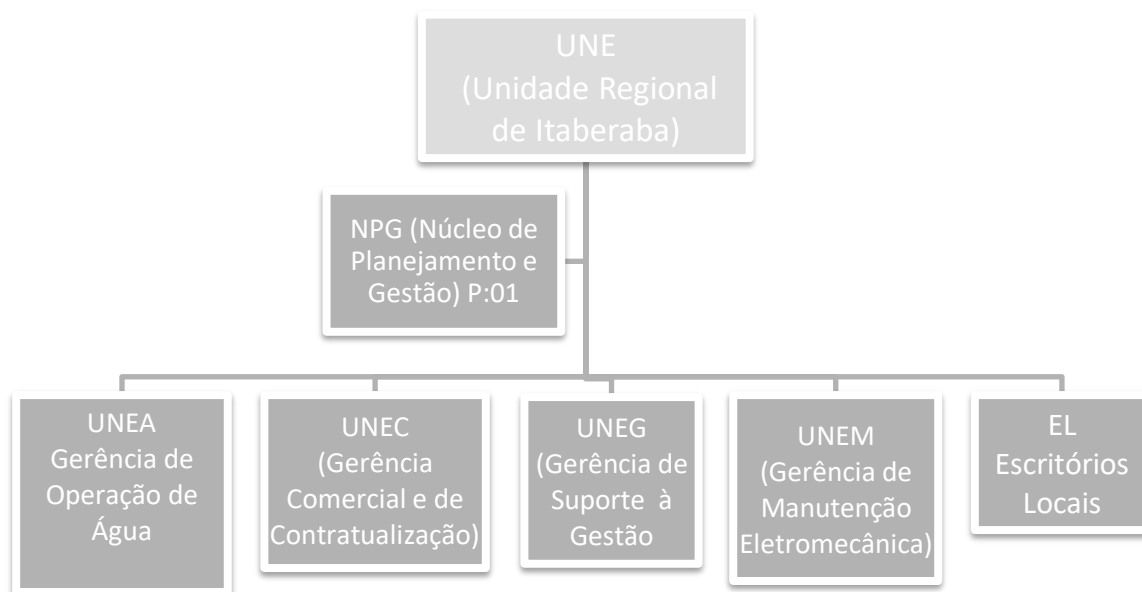 UNE
(Unidade Regional
de Itaberaba)
NPG (Núcleo de
Planejamento e
Gestão) P:01
UNEA
Gerência de
Operação de
Água
UNEC
(Gerência
Comercial e de
Contratualização)
UNEG
(Gerência de
Suporte à
Gestão
UNEM
(Gerência de
Manutenção
Eletromecânica)
EL
Escritórios
Locais